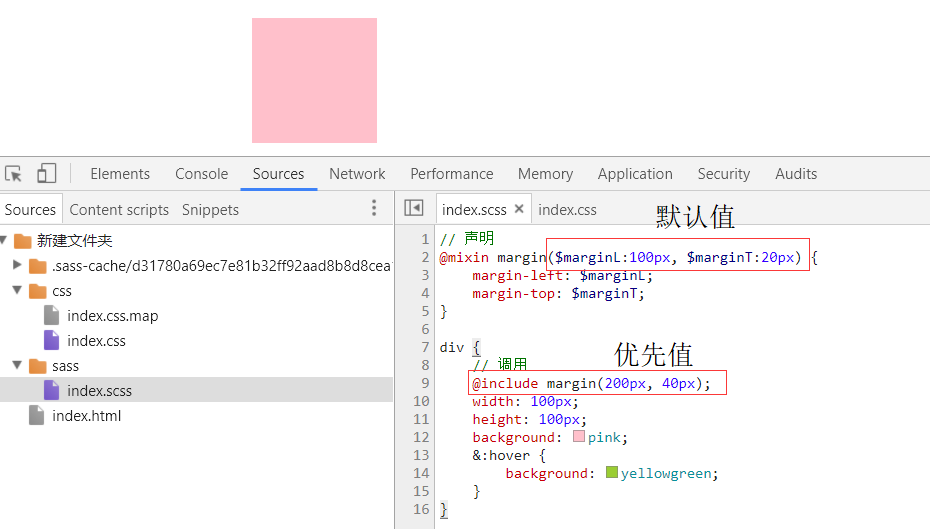 Elements Console Sources Network Performance Memory Application Security Audits
Sources Content scripts Snippets
新建文件夹
.sass-cache/d31780a69ec7e81b32ff92aad8b8d8cea
css
index.css.map
index.css
sass
index.scss
index.html
index.scss × index.css
默认值
1 // 声明
2 @mixin margin($marginL:100px, $marginT:20px) {
3 margin-left: $marginL;
4 margin-top: $marginT;
5 }
6
7 div {
优先值
8 // 调用
9 @include margin(200px, 40px);
10 width: 100px;
11 height: 100px;
12 background: pink;
13 &:hover {
14 background: yellowgreen;
15 }
16 }